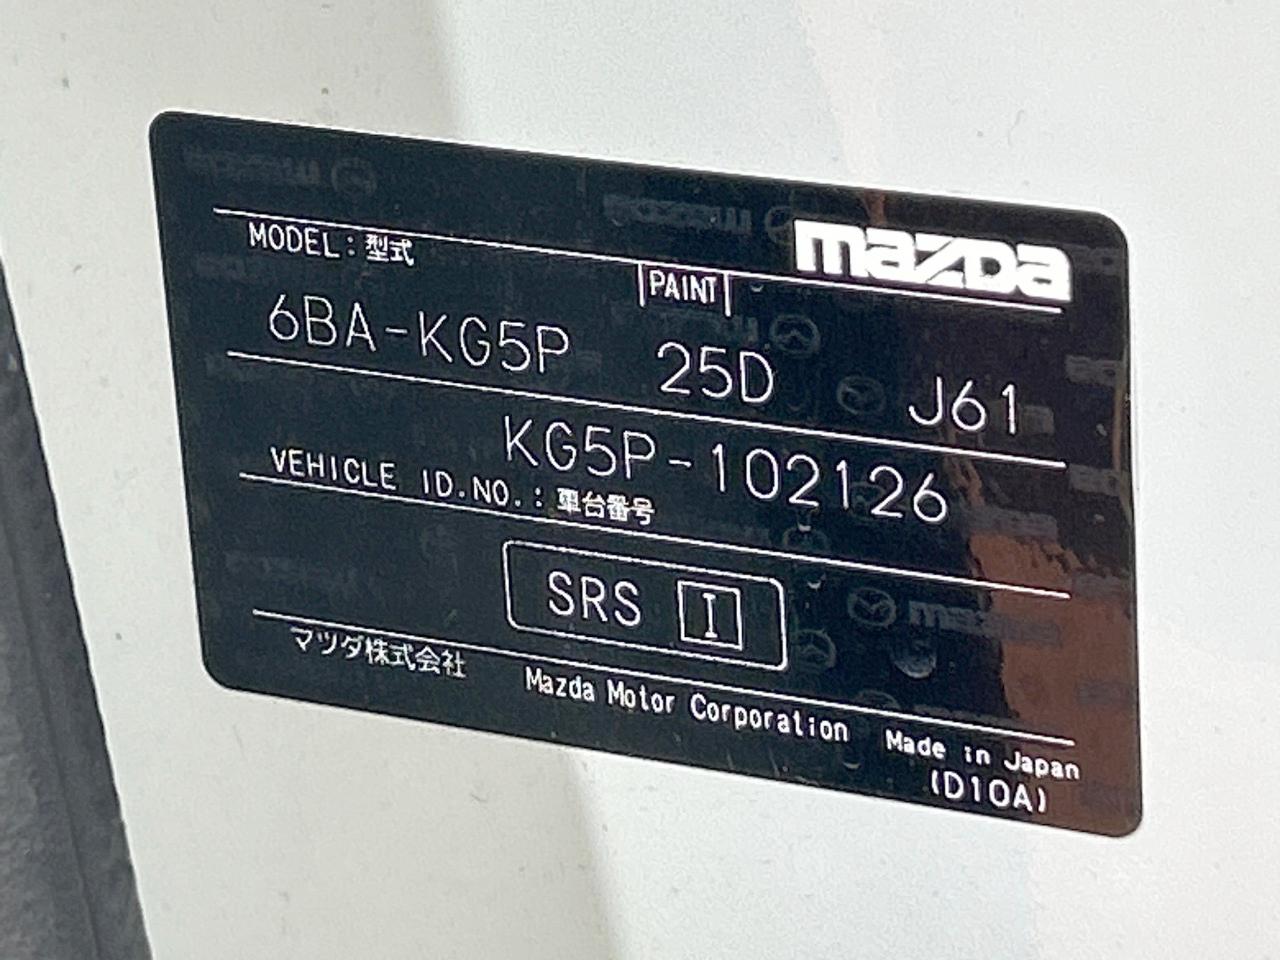 mazda
MODEL：型式
PAINT
6BA-KG5P 25D J61
KG5P-102126
VEHICLE ID.NO.：車台番号
SRS I
マツダ株式会社 Mazda Motor Corporation Made in Japan
(D10A)